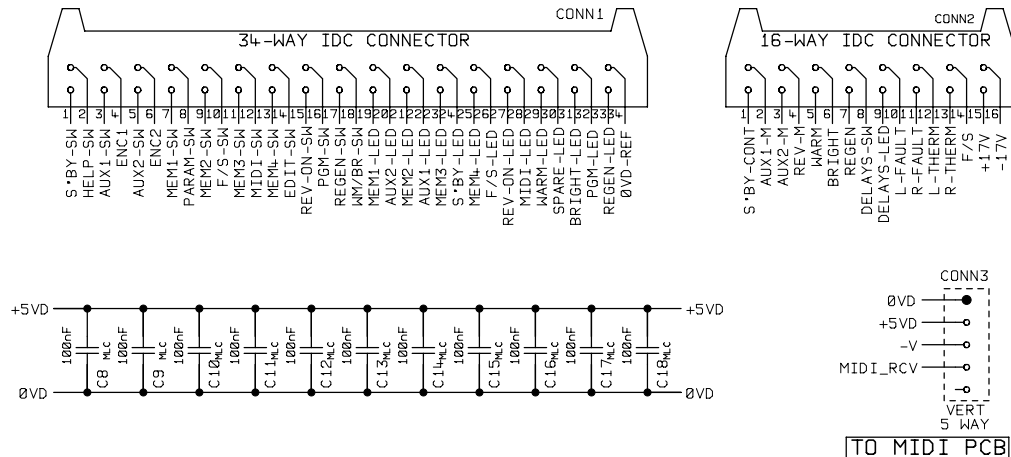 CONN1
34-WAY IDC CONNECTOR
1 2 3 4 5 6 7 8 9 10 11 12 13 14 15 16 17 18 19 20 21 22 23 24 25 26 27 28 29 30 31 32 33 34
S'BY-SW
HELP-SW
AUX1-SW
ENC1
AUX2-SW
ENC2
MEM1-SW
PARAM-SW
MEM2-SW
F/S-SW
MEM3-SW
MIDI-SW
MEM4-SW
EDIT-SW
REV-ON-SW
PGM-SW
REGEN-SW
WM/BR-SW
MEM1-LED
AUX2-LED
MEM2-LED
AUX1-LED
MEM3-LED
S'BY-LED
MEM4-LED
F/S-LED
REV-ON-LED
MIDI-LED
WARM-LED
SPARE-LED
BRIGHT-LED
PGM-LED
REGEN-LED
0VD-REF
CONN2
16-WAY IDC CONNECTOR
1 2 3 4 5 6 7 8 9 10 11 12 13 14 15 16
S'BY-CONT
AUX1-M
AUX2-M
REV-M
WARM
BRIGHT
REGEN
DELAYS-SW
DELAYS-LED
L-FAULT
R-FAULT
L-THERM
R-THERM
F/S
+17V
-17V
+5VD
+5VD
100nF
C8 MLC
100nF
C9 MLC
100nF
C10 MLC
100nF
C11 MLC
100nF
C12 MLC
100nF
C13 MLC
100nF
C14 MLC
100nF
C15 MLC
100nF
C16 MLC
100nF
C17 MLC
100nF
C18 MLC
0VD
0VD
CONN3
0VD
+5VD
-V
MIDI_RCV
VERT
5 WAY
TO MIDI PCB